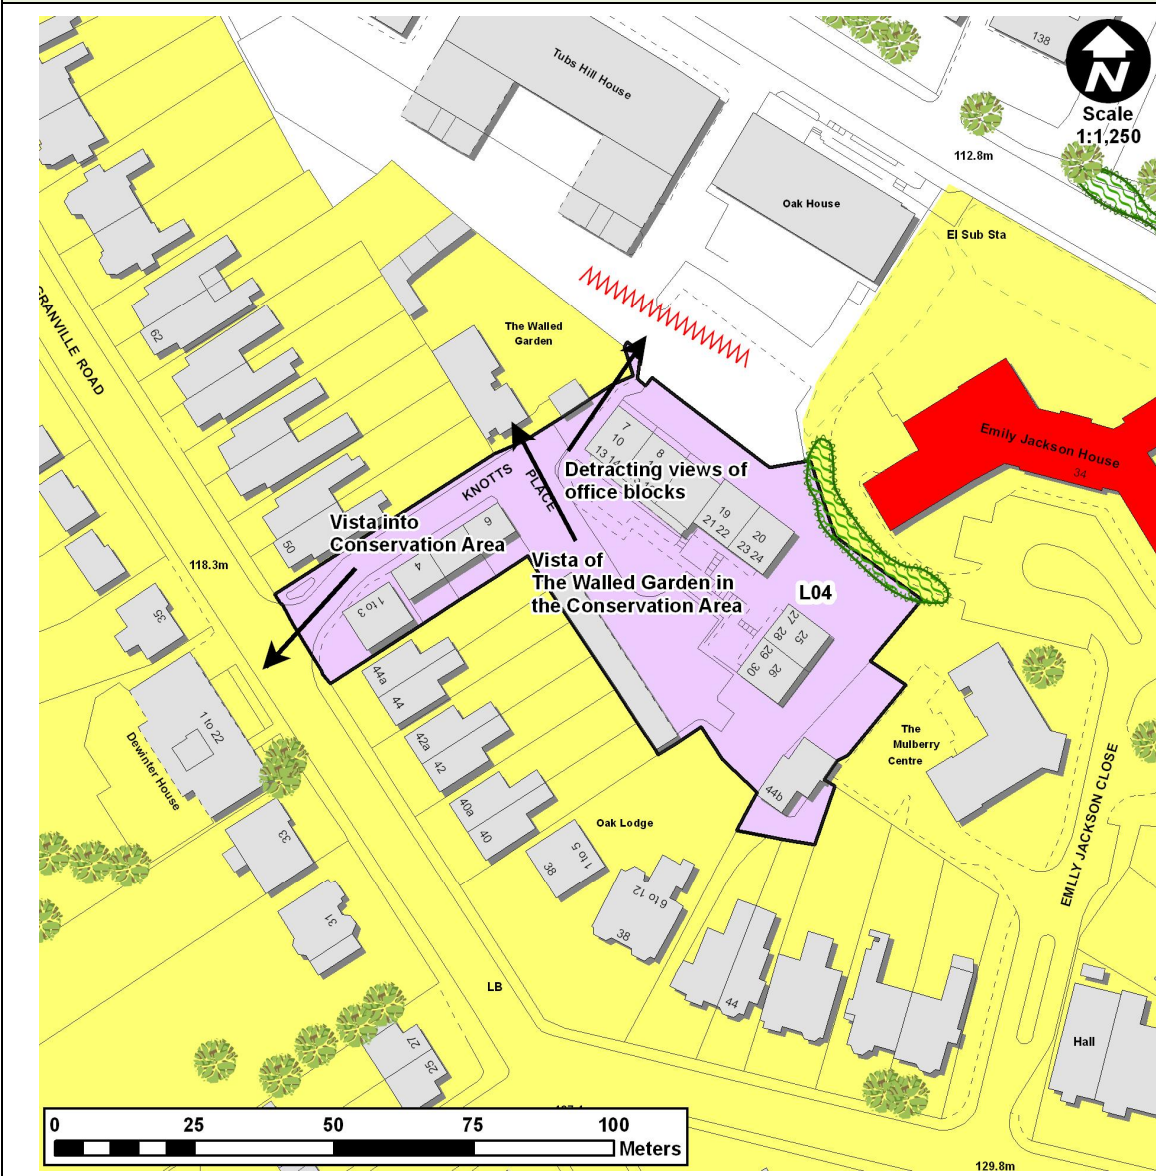 138
N
Scale
1:1,250
Tubs Hill House
112.8m
Oak House
El Sub Sta
GRANVILLE ROAD
62
The Walled
Garden
Emily Jackson House
34
7
10
13 14
8
KNOTTS
PLACE
Detracting views of
office blocks
19
21 22
20
23 24
Vista into
Conservation Area
6
50
4
118.3m
Vista of
The Walled Garden in
the Conservation Area
L04
1 to 3
27
28
25
29
30
26
35
44a
44
1 to 22
Dewinter House
42a
42
The
Mulberry
Centre
44b
40a
40
Oak Lodge
33
38
1 to 5
6 to 12
38
EMLLY JACKSON CLOSE
31
LB
44
Hall
27
25
0
25
50
75
100
Meters
129.8m